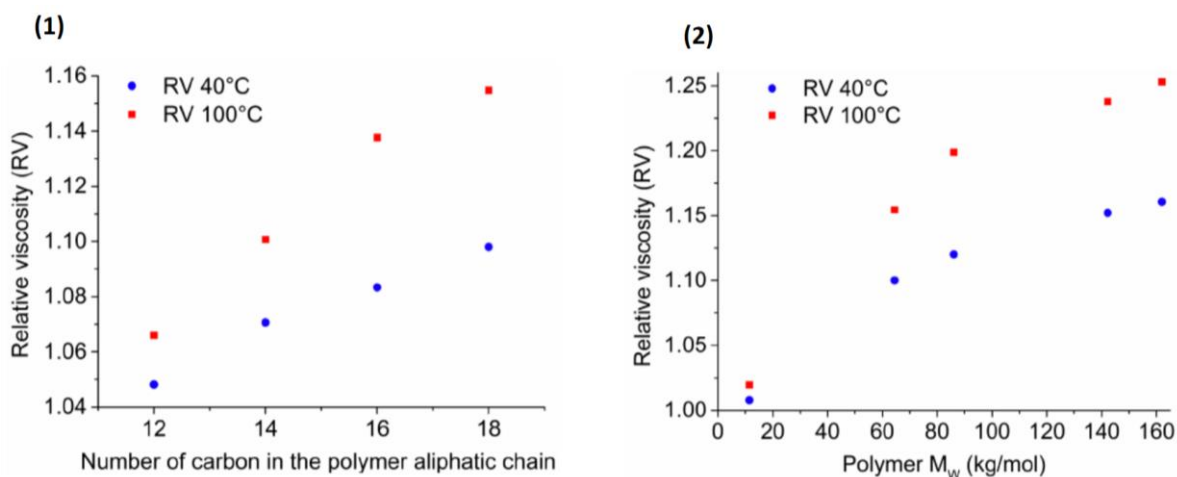 (1)
RV 40°C
RV 100°C
1.16
1.14
1.12
1.10
1.08
1.06
1.04
Relative viscosity (RV)
12 14 16 18
Number of carbon in the polymer aliphatic chain
(2)
RV 40°C
RV 100°C
1.25
1.20
1.15
1.10
1.05
1.00
Relative viscosity (RV)
0 20 40 60 80 100 120 140 160
Polymer Mw (kg/mol)